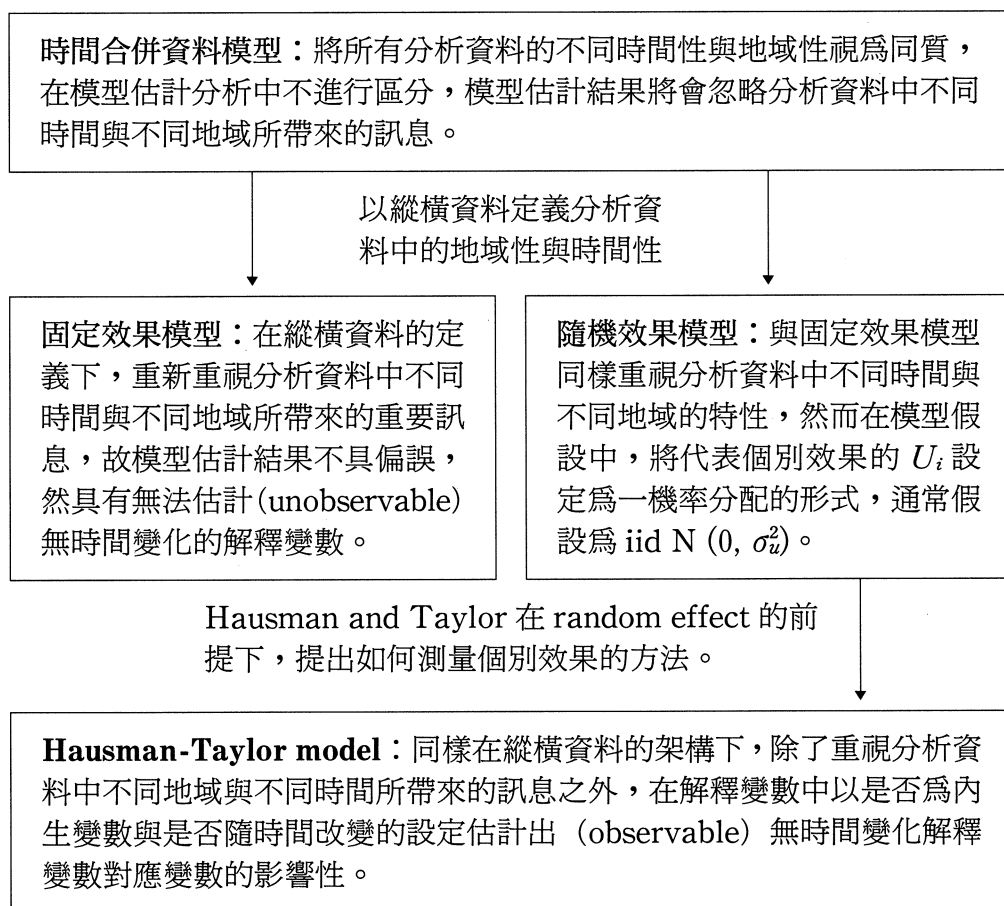 時間合併資料模型：將所有分析資料的不同時間性與地域性視爲同質，
在模型估計分析中不進行區分，模型估計結果將會忽略分析資料中不同
時間與不同地域所帶來的訊息。
以縱橫資料定義分析資
料中的地域性與時間性
固定效果模型：在縱橫資料的定
義下，重新重視分析資料中不同
時間與不同地域所帶來的重要訊
息，故模型估計結果不具偏誤，
然具有無法估計(unobservable)
無時間變化的解釋變數。
隨機效果模型：與固定效果模型
同樣重視分析資料中不同時間與
不同地域的特性，然而在模型假
設中，將代表個別效果的 U_i 設
定爲一機率分配的形式，通常假
設爲 iid N (0, σ_u^2)。
Hausman and Taylor 在 random effect 的前
提下，提出如何測量個別效果的方法。
Hausman-Taylor model：同樣在縱橫資料的架構下，除了重視分析資
料中不同地域與不同時間所帶來的訊息之外，在解釋變數中以是否爲內
生變數與是否隨時間改變的設定估計出 (observable) 無時間變化解釋
變數對應變數的影響性。